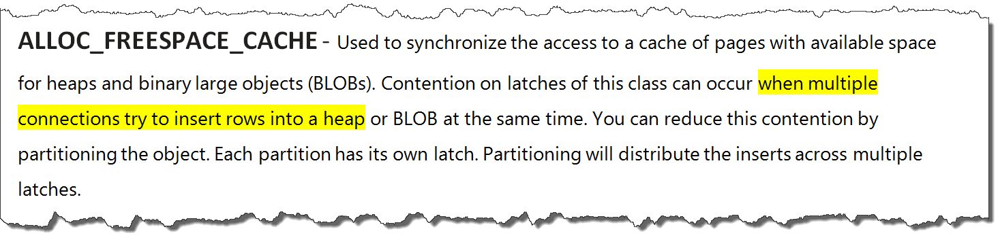 ALLOC_FREESPACE_CACHE - Used to synchronize the access to a cache of pages with available space
for heaps and binary large objects (BLOBs). Contention on latches of this class can occur when multiple
connections try to insert rows into a heap or BLOB at the same time. You can reduce this contention by
partitioning the object. Each partition has its own latch. Partitioning will distribute the inserts across multiple
latches.